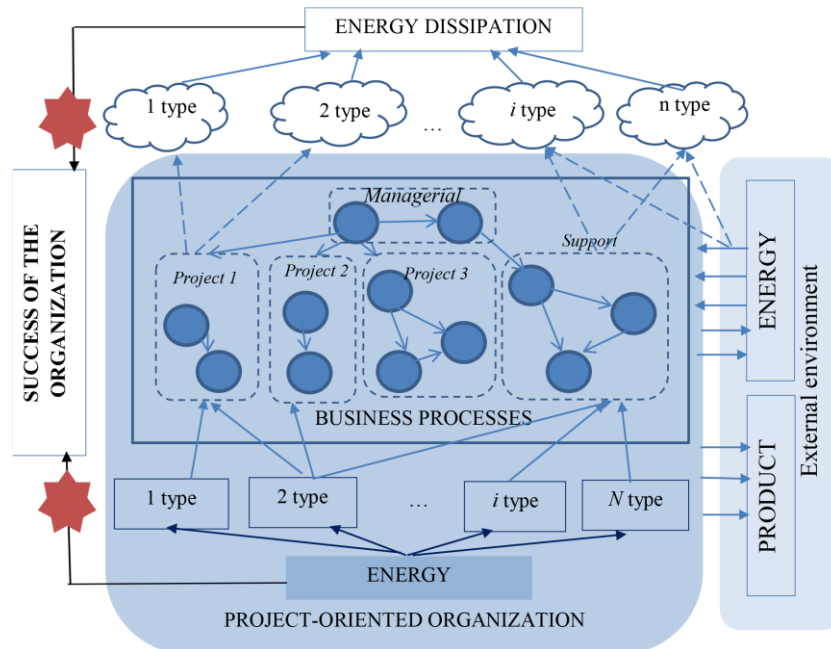 ENERGY DISSIPATION
1 type
2 type
...
i type
n type
SUCCESS OF THE
ORGANIZATION
Managerial
Support
Project 1
Project 2
Project 3
BUSINESS PROCESSES
ENERGY
PRODUCT
External environment
1 type
2 type
...
i type
N type
ENERGY
PROJECT-ORIENTED ORGANIZATION